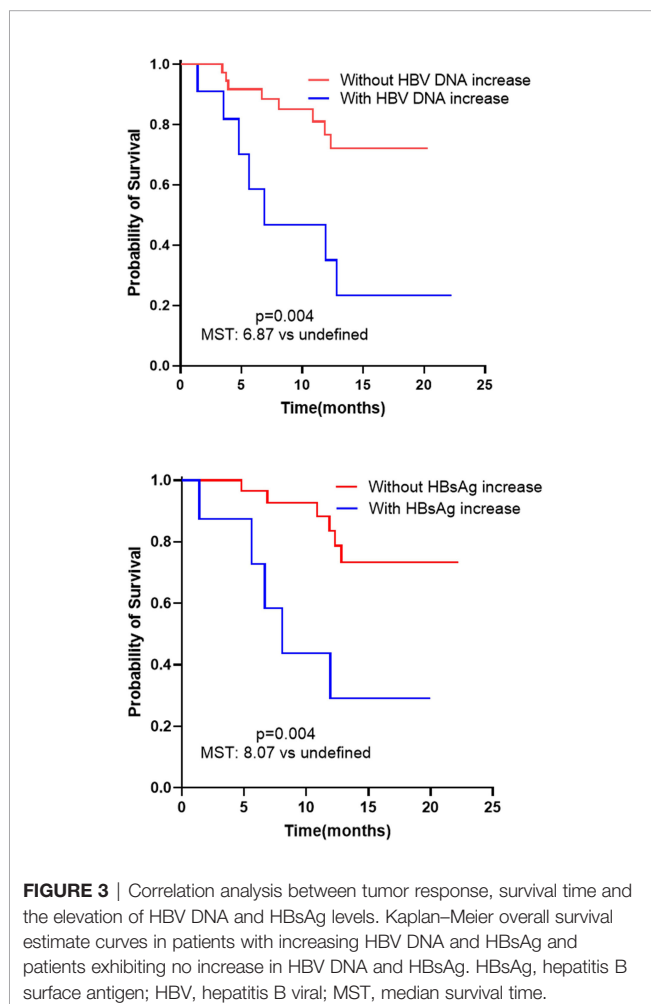 1.0
0.8
0.6
0.4
0.2
0.0
Probability of Survival
Without HBV DNA increase
With HBV DNA increase
p=0.004
MST: 6.87 vs undefined
0 5 10 15 20 25
Time(months)
1.0
0.8
0.6
0.4
0.2
0.0
Probability of Survival
Without HBsAg increase
With HBsAg increase
p=0.004
MST: 8.07 vs undefined
0 5 10 15 20 25
Time(months)
FIGURE 3 | Correlation analysis between tumor response, survival time and
the elevation of HBV DNA and HBsAg levels. Kaplan–Meier overall survival
estimate curves in patients with increasing HBV DNA and HBsAg and
patients exhibiting no increase in HBV DNA and HBsAg. HBsAg, hepatitis B
surface antigen; HBV, hepatitis B viral; MST, median survival time.